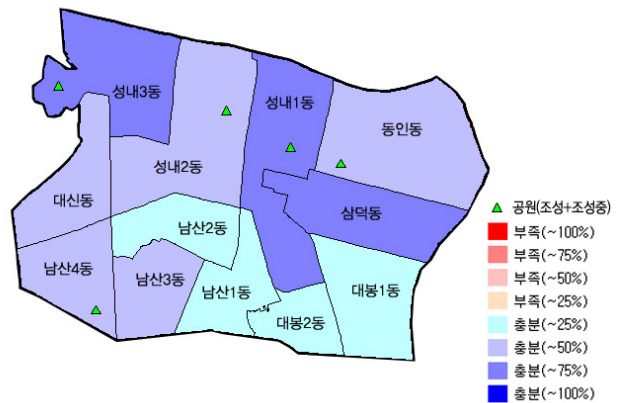 성내3동
성내1동
동인동
성내2동
대신동
삼덕동
남산2동
남산4동
남산3동
남산1동
대봉1동
대봉2동
공원(조성+조성중)
부족(~100%)
부족(~75%)
부족(~50%)
부족(~25%)
충분(~25%)
충분(~50%)
충분(~75%)
충분(~100%)